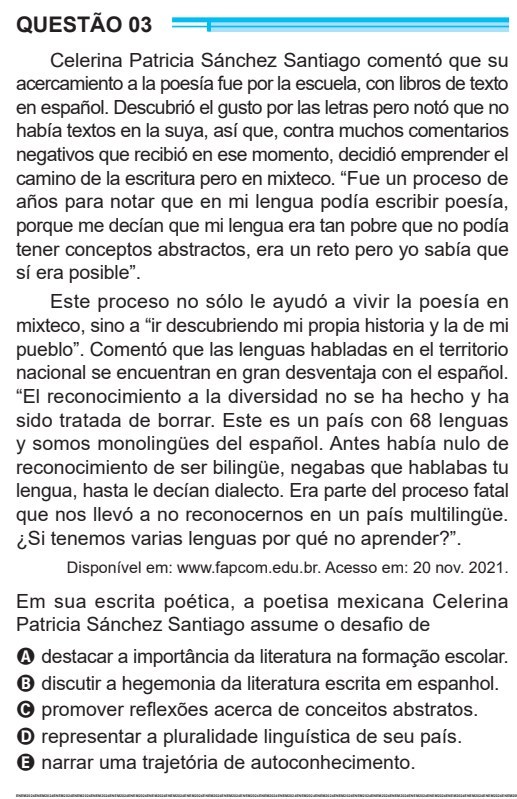 QUESTÃO 03
Celerina Patricia Sánchez Santiago comentó que su
acercamiento a la poesía fue por la escuela, con libros de texto
en español. Descubrió el gusto por las letras pero notó que no
había textos en la suya, así que, contra muchos comentarios
negativos que recibió en ese momento, decidió emprender el
camino de la escritura pero en mixteco. “Fue un proceso de
años para notar que en mi lengua podía escribir poesía,
porque me decían que mi lengua era tan pobre que no podía
tener conceptos abstractos, era un reto pero yo sabía que
sí era posible”.
Este proceso no sólo le ayudó a vivir la poesía en
mixteco, sino a “ir descubriendo mi propia historia y la de mi
pueblo”. Comentó que las lenguas habladas en el territorio
nacional se encuentran en gran desventaja con el español.
“El reconocimiento a la diversidad no se ha hecho y ha
sido tratada de borrar. Este es un país con 68 lenguas
y somos monolingües del español. Antes había nulo de
reconocimiento de ser bilingüe, negabas que hablabas tu
lengua, hasta le decían dialecto. Era parte del proceso fatal
que nos llevó a no reconocernos en un país multilingüe.
¿Si tenemos varias lenguas por qué no aprender?”.
Disponível em: www.fapcom.edu.br. Acesso em: 20 nov. 2021.
Em sua escrita poética, a poetisa mexicana Celerina
Patricia Sánchez Santiago assume o desafio de
A destacar a importância da literatura na formação escolar.
B discutir a hegemonia da literatura escrita em espanhol.
C promover reflexões acerca de conceitos abstratos.
D representar a pluralidade linguística de seu país.
E narrar uma trajetória de autoconhecimento.